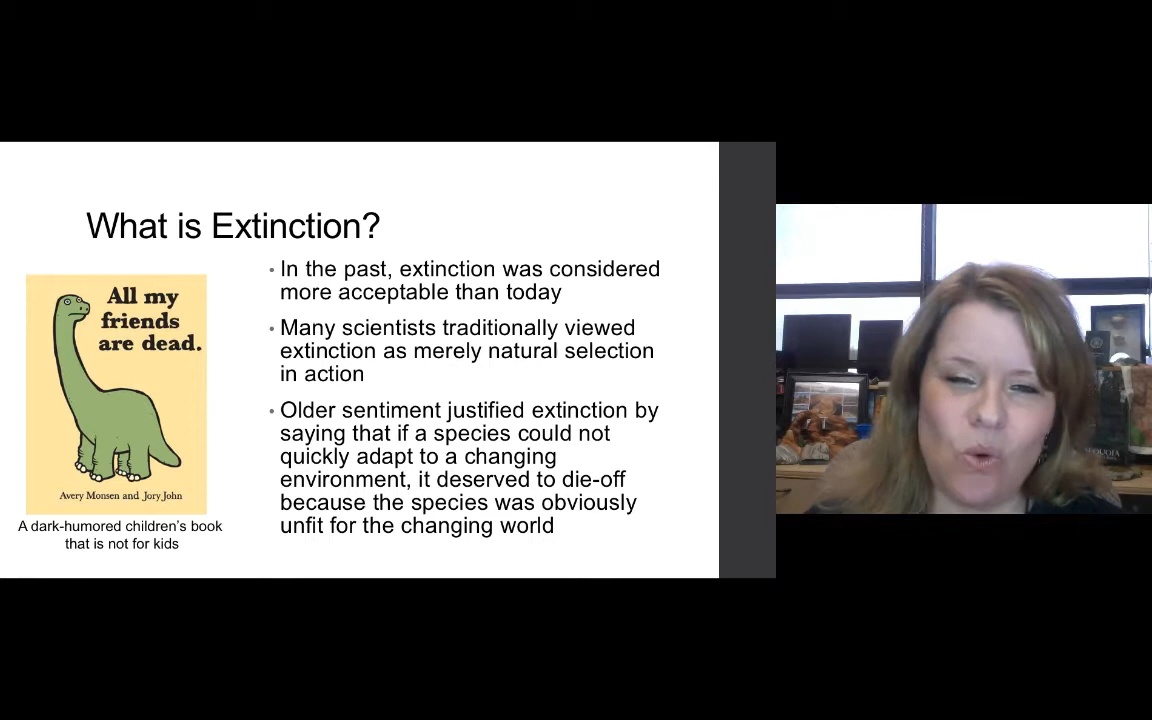 What is Extinction?
All my
friends
are dead.
Avery Monsen and Jory John
A dark-humored children's book
that is not for kids
• In the past, extinction was considered
more acceptable than today
• Many scientists traditionally viewed
extinction as merely natural selection
in action
• Older sentiment justified extinction by
saying that if a species could not
quickly adapt to a changing
environment, it deserved to die-off
because the species was obviously
unfit for the changing world
SEQUOIA